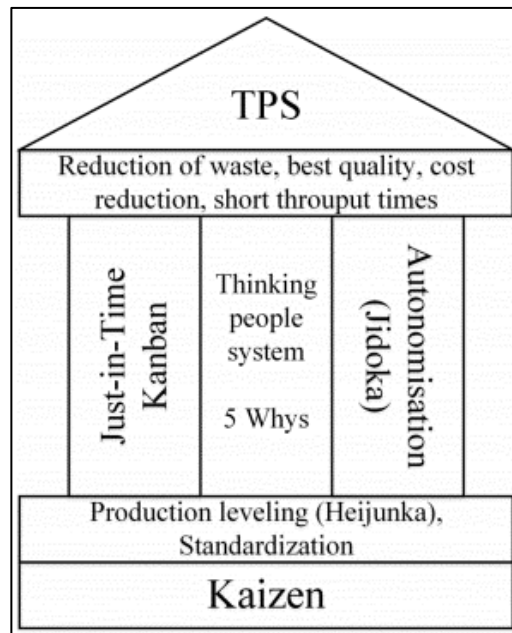 TPS
Reduction of waste, best quality, cost
reduction, short throuput times
Just-in-Time
Kanban
Thinking
people
system
5 Whys
Autonomisation
(Jidoka)
Production leveling (Heijunka),
Standardization
Kaizen